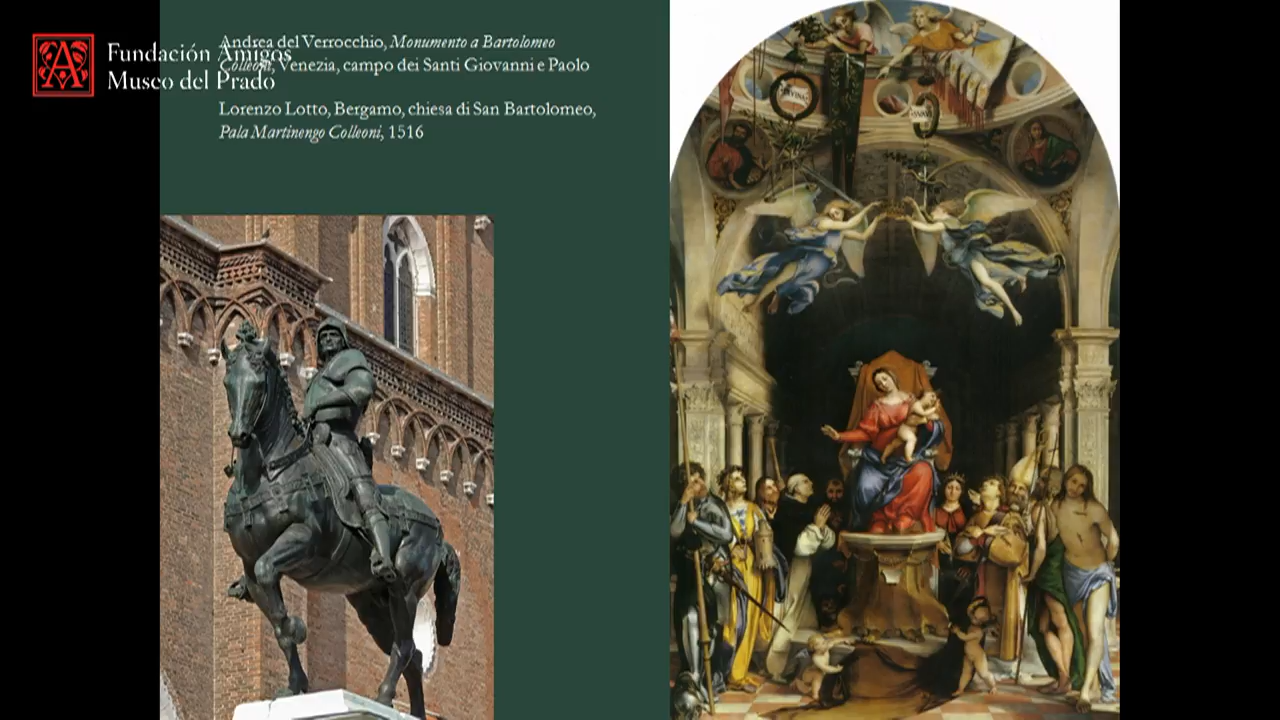 Fundación Amigos
Museo del Prado
Andrea del Verrocchio, Monumento a Bartolomeo
Colleoni, Venezia, campo dei Santi Giovanni e Paolo
Lorenzo Lotto, Bergamo, chiesa di San Bartolomeo,
Pala Martinengo Colleoni, 1516